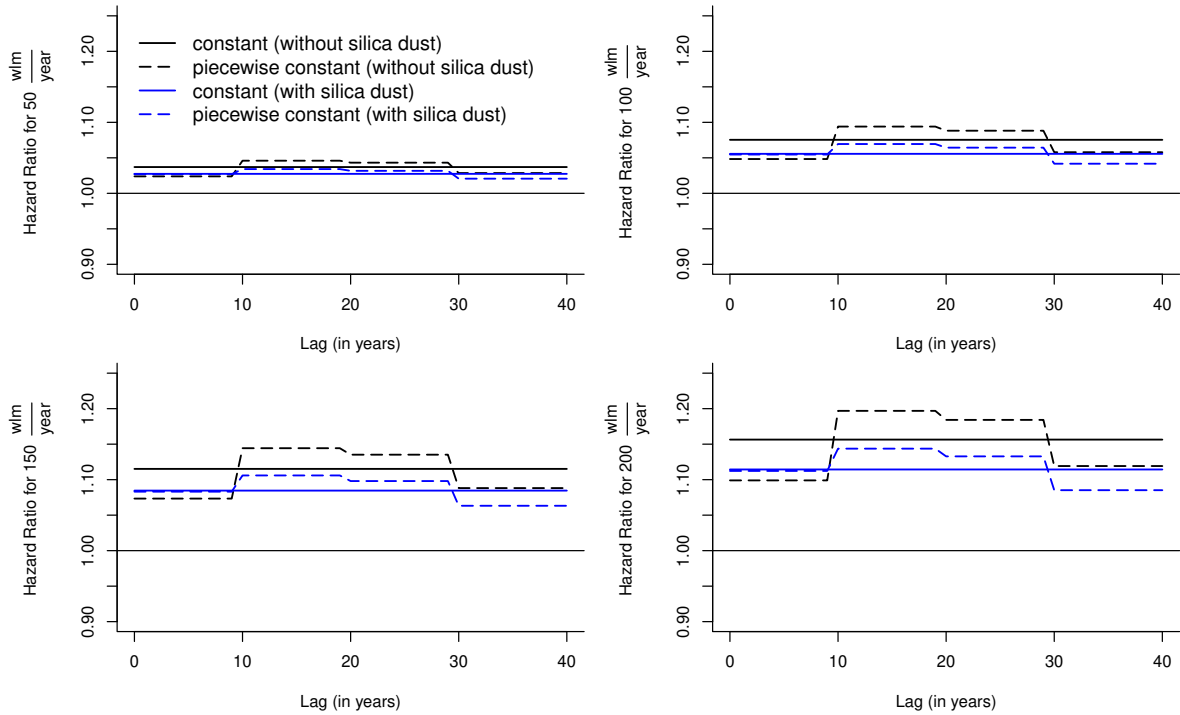 constant (without silica dust)
piecewise constant (without silica dust)
constant (with silica dust)
piecewise constant (with silica dust)
Hazard Ratio for 50 wlm
year
0.90 1.00 1.10 1.20
0 10 20 30 40
Lag (in years)
Hazard Ratio for 100 wlm
year
0.90 1.00 1.10 1.20
0 10 20 30 40
Lag (in years)
Hazard Ratio for 150 wlm
year
0.90 1.00 1.10 1.20
0 10 20 30 40
Lag (in years)
Hazard Ratio for 200 wlm
year
0.90 1.00 1.10 1.20
0 10 20 30 40
Lag (in years)